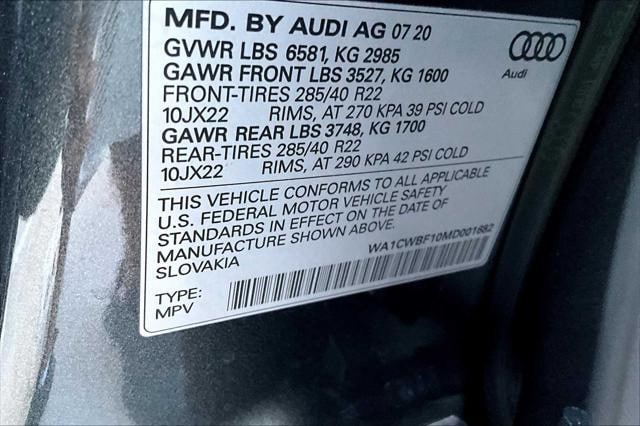 MFD. BY AUDI AG 07 20
GVWR LBS 6581, KG 2985
GAWR FRONT LBS 3527, KG 1600
FRONT-TIRES 285/40 R22
10JX22 RIMS, AT 270 KPA 39 PSI COLD
GAWR REAR LBS 3748, KG 1700
REAR-TIRES 285/40 R22
10JX22 RIMS, AT 290 KPA 42 PSI COLD
Audi
THIS VEHICLE CONFORMS TO ALL APPLICABLE
U.S. FEDERAL MOTOR VEHICLE SAFETY
STANDARDS IN EFFECT ON THE DATE OF
MANUFACTURE SHOWN ABOVE.
SLOVAKIA
WA1CWBF10MD001682
TYPE:
MPV